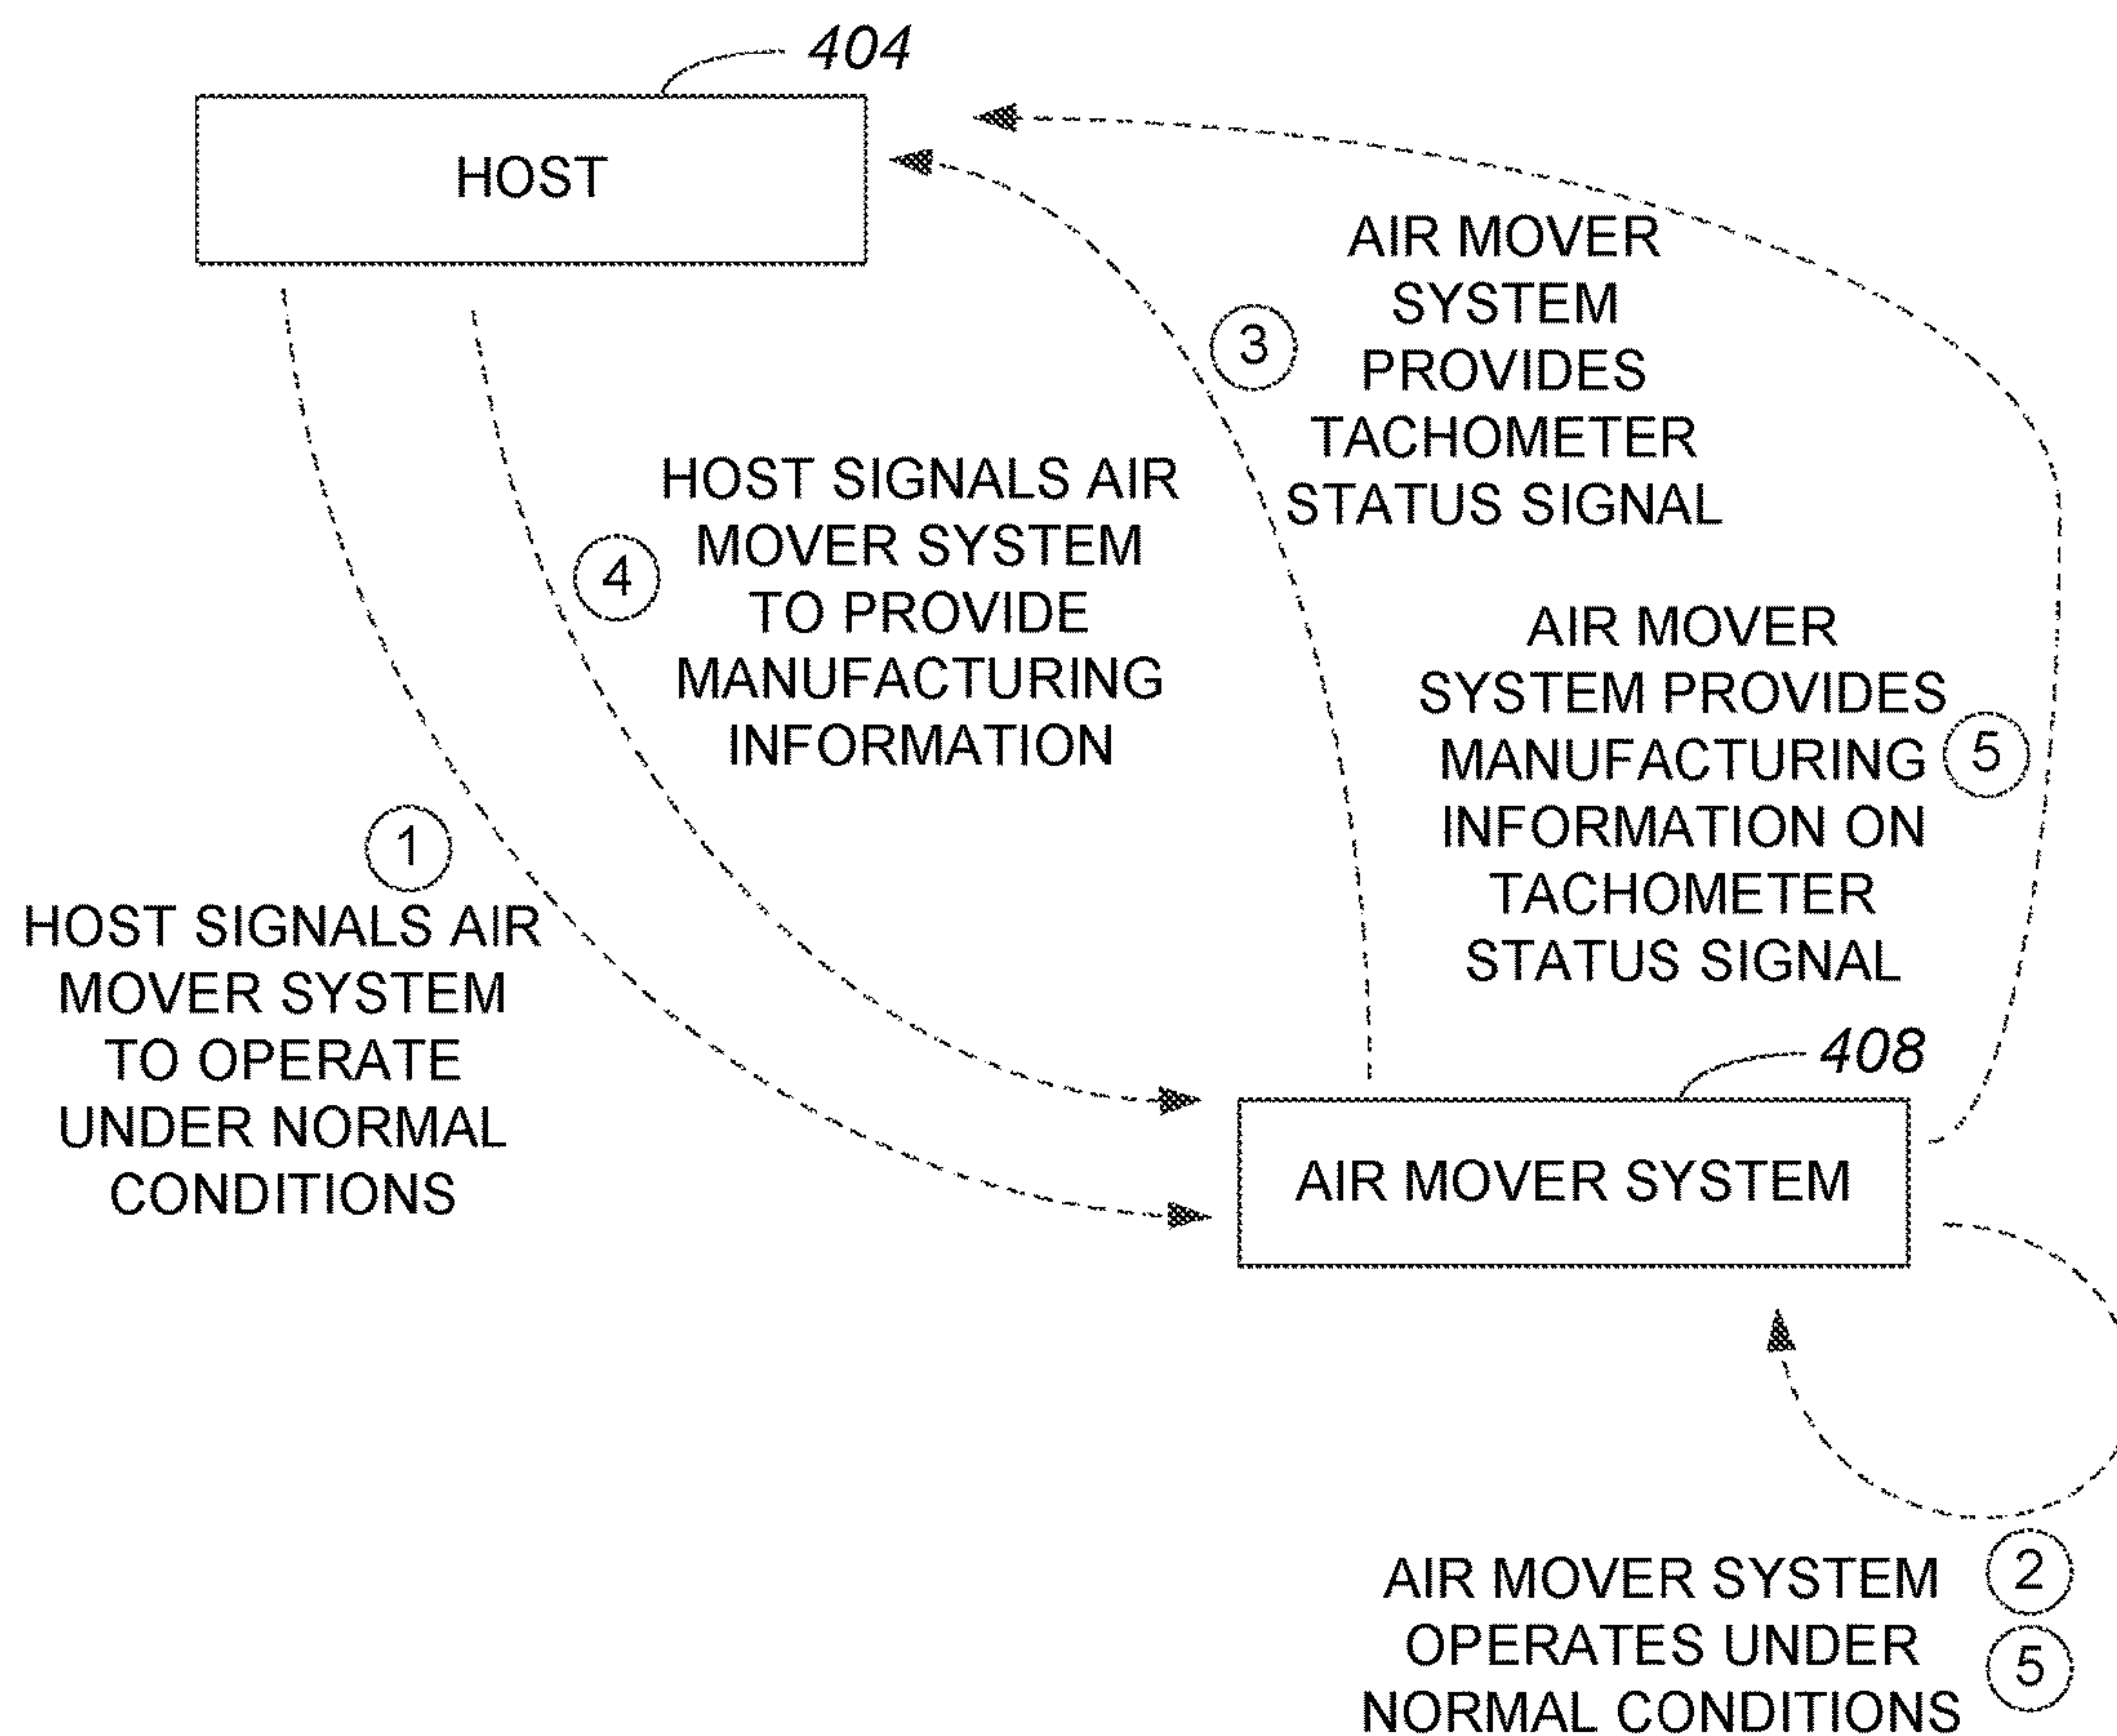 404
HOST
AIR MOVER
SYSTEM
PROVIDES
TACHOMETER
STATUS SIGNAL
3
HOST SIGNALS AIR
MOVER SYSTEM
TO PROVIDE
MANUFACTURING
INFORMATION
4
AIR MOVER
SYSTEM PROVIDES
MANUFACTURING
INFORMATION ON
TACHOMETER
STATUS SIGNAL
5
1
HOST SIGNALS AIR
MOVER SYSTEM
TO OPERATE
UNDER NORMAL
CONDITIONS
408
AIR MOVER SYSTEM
AIR MOVER SYSTEM
OPERATES UNDER
NORMAL CONDITIONS
2
5